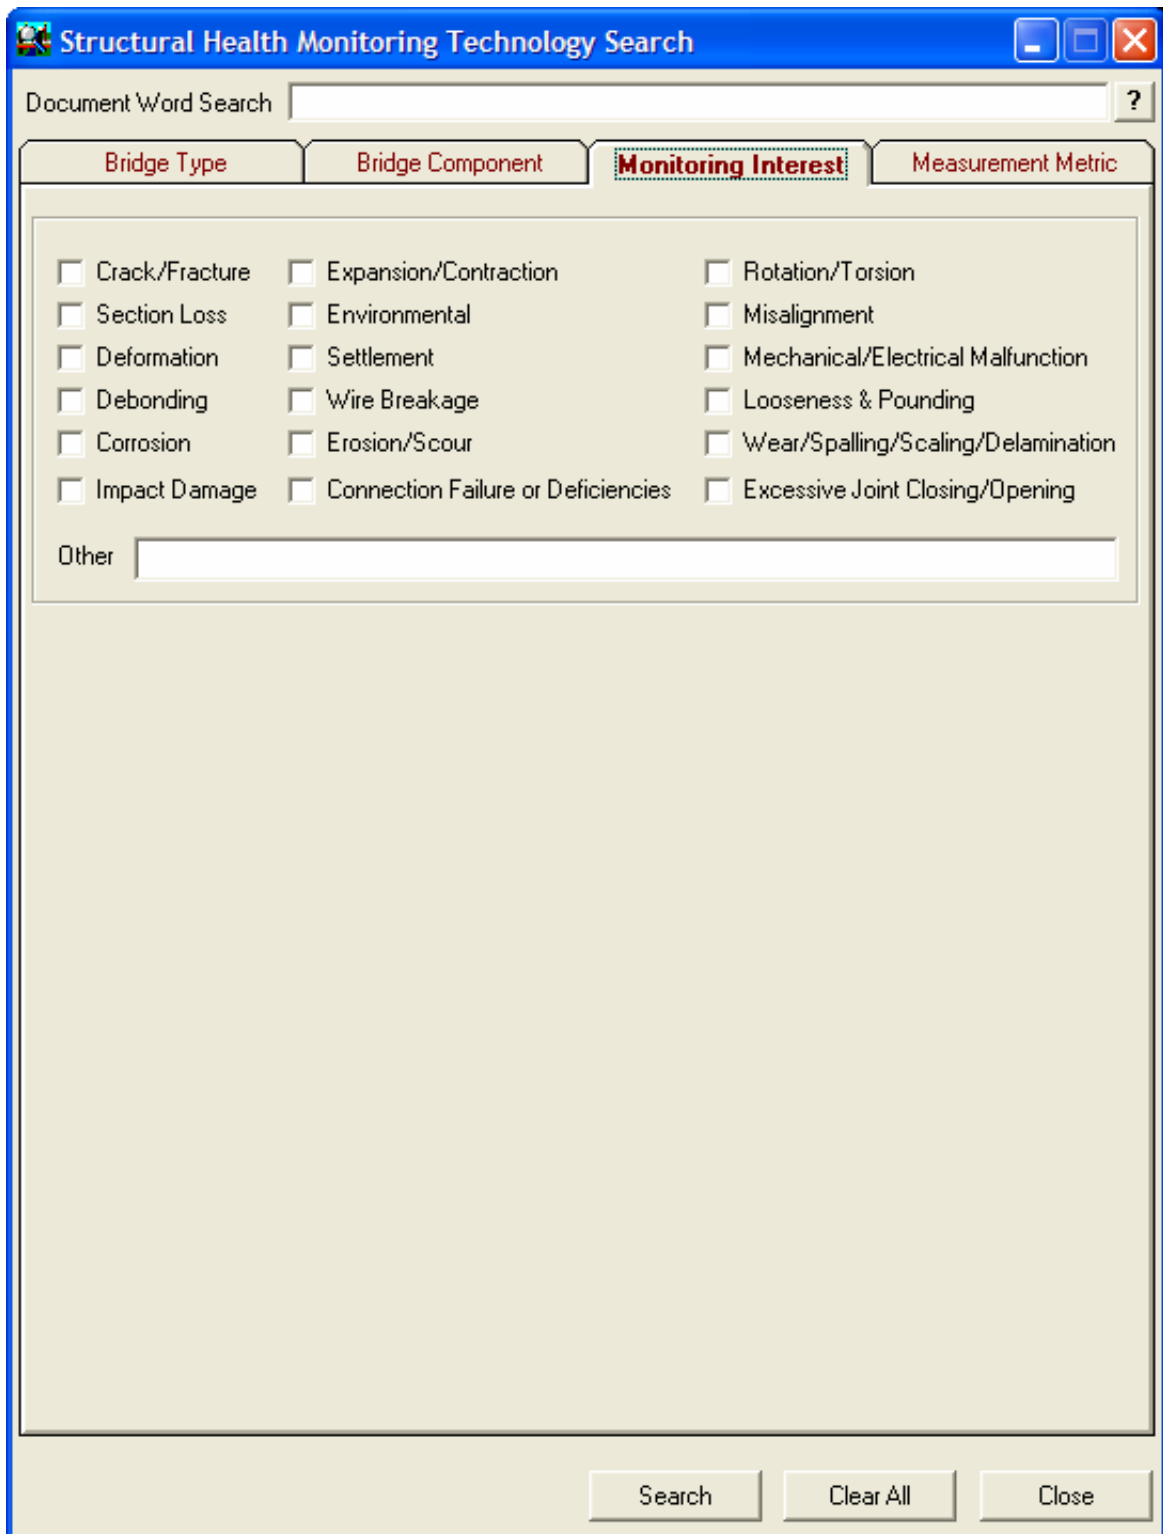 Structural Health Monitoring Technology Search
Document Word Search ?
Bridge Type Bridge Component Monitoring Interest Measurement Metric
Crack/Fracture Expansion/Contraction Rotation/Torsion
Section Loss Environmental Misalignment
Deformation Settlement Mechanical/Electrical Malfunction
Debonding Wire Breakage Looseness & Pounding
Corrosion Erosion/Scour Wear/Spalling/Scaling/Delamination
Impact Damage Connection Failure or Deficiencies Excessive Joint Closing/Opening
Other
Search Clear All Close